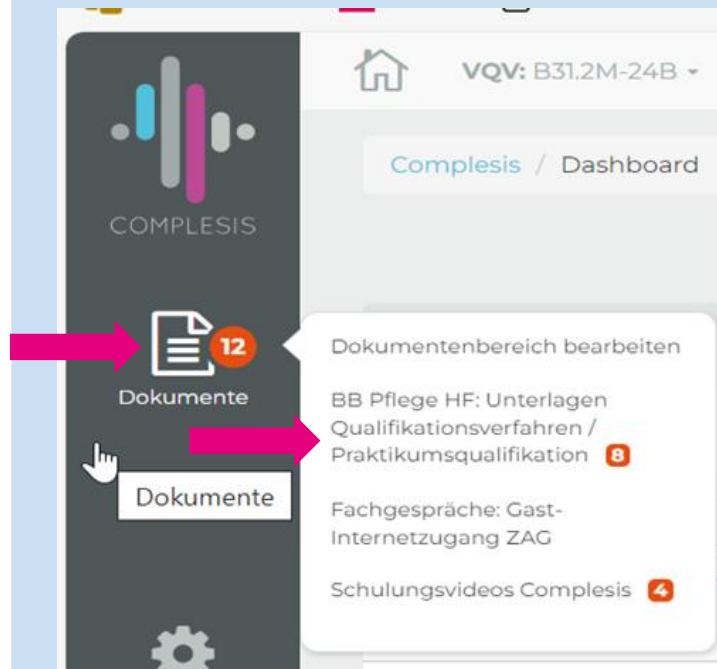 VQV: B31.2M-24B
Complesis / Dashboard
COMPLESIS
12
Dokumente
Dokumente
Dokumentenbereich bearbeiten
BB Pflege HF: Unterlagen
Qualifikationsverfahren /
Praktikumsqualifikation 8
Fachgespräche: Gast-
Internetzugang ZAG
Schulungsvideos Complesis 4